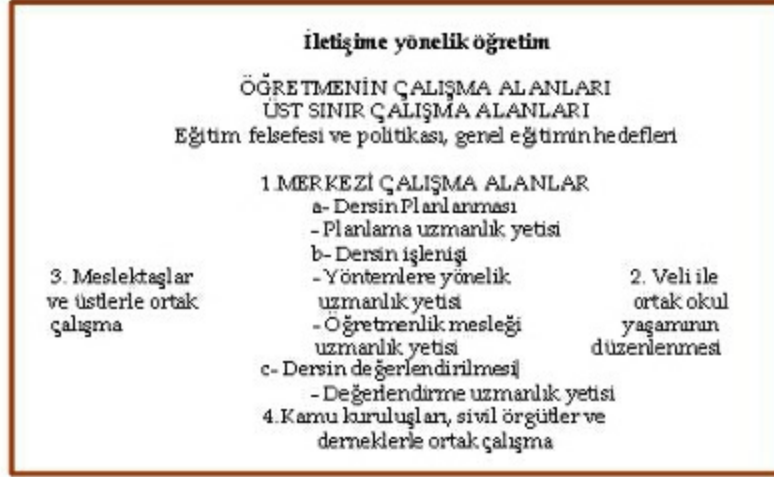 İletişime yönelik öğretim
ÖĞRETMENİN ÇALIŞMA ALANLARI
ÜST SINIR ÇALIŞMA ALANLARI
Eğitim felsefesi ve politikası, genel eğitimin hedefleri
1.MERKEZİ ÇALIŞMA ALANLAR
a- Dersin Planlanması
- Planlama uzmanlık yetisi
b- Dersin işlenişi
- Yöntemlere yönelik
uzmanlık yetisi
- Öğretmenlik mesleği
uzmanlık yetisi
c- Dersin değerlendirilmesi
- Değerlendirme uzmanlık yetisi
3. Meslektaşlar
ve üstlerle ortak
çalışma
2. Veli ile
ortak okul
yaşamının
düzenlenmesi
4.Kamu kuruluşları, sivil örgütler ve
derneklerle ortak çalışma